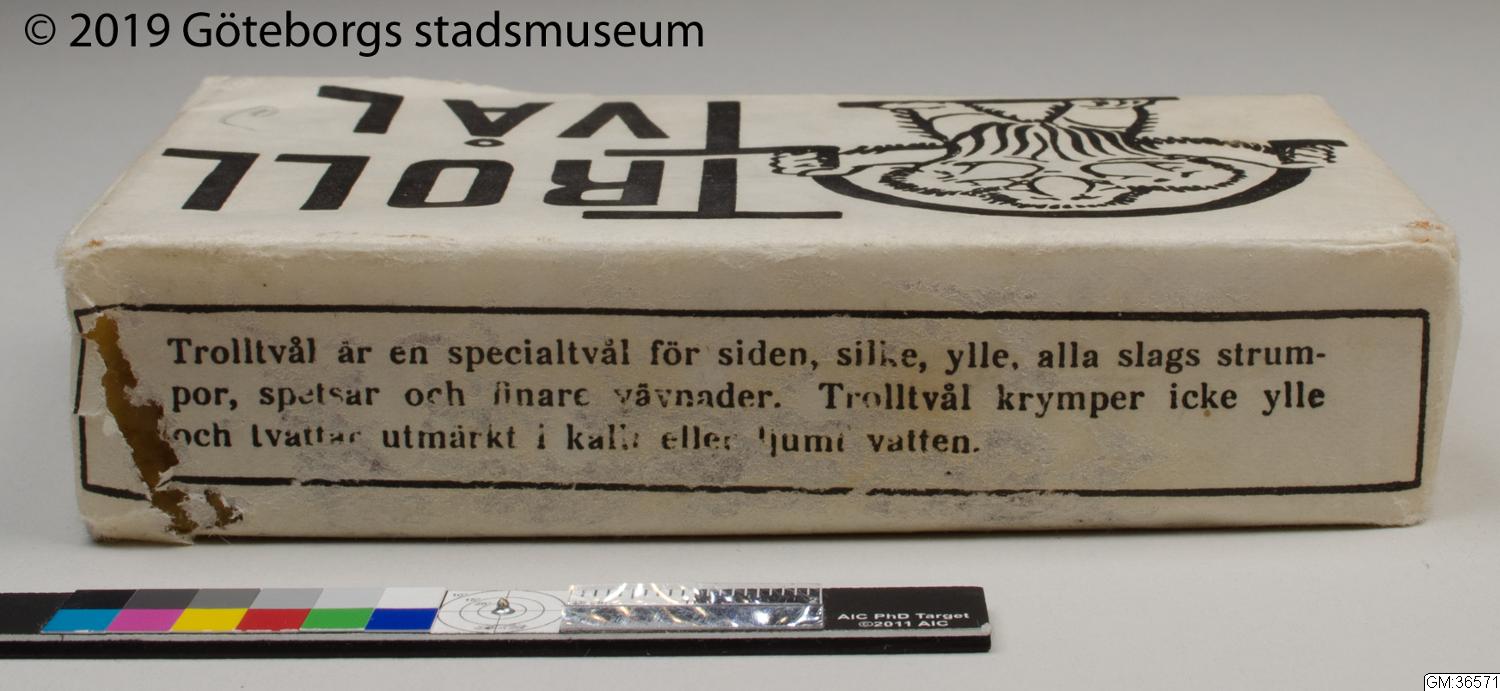 © 2019 Göteborgs stadsmuseum
TROLL
TVÅL
Trolltvål är en specialtvål för siden, silke, ylle, alla slags strum-
por, spetsar och finare vävnader. Trolltvål krymper icke ylle
och tvättar utmärkt i kallt eller ljumt vatten.
AIC PhD Target
©2011 AIC
GM:36571